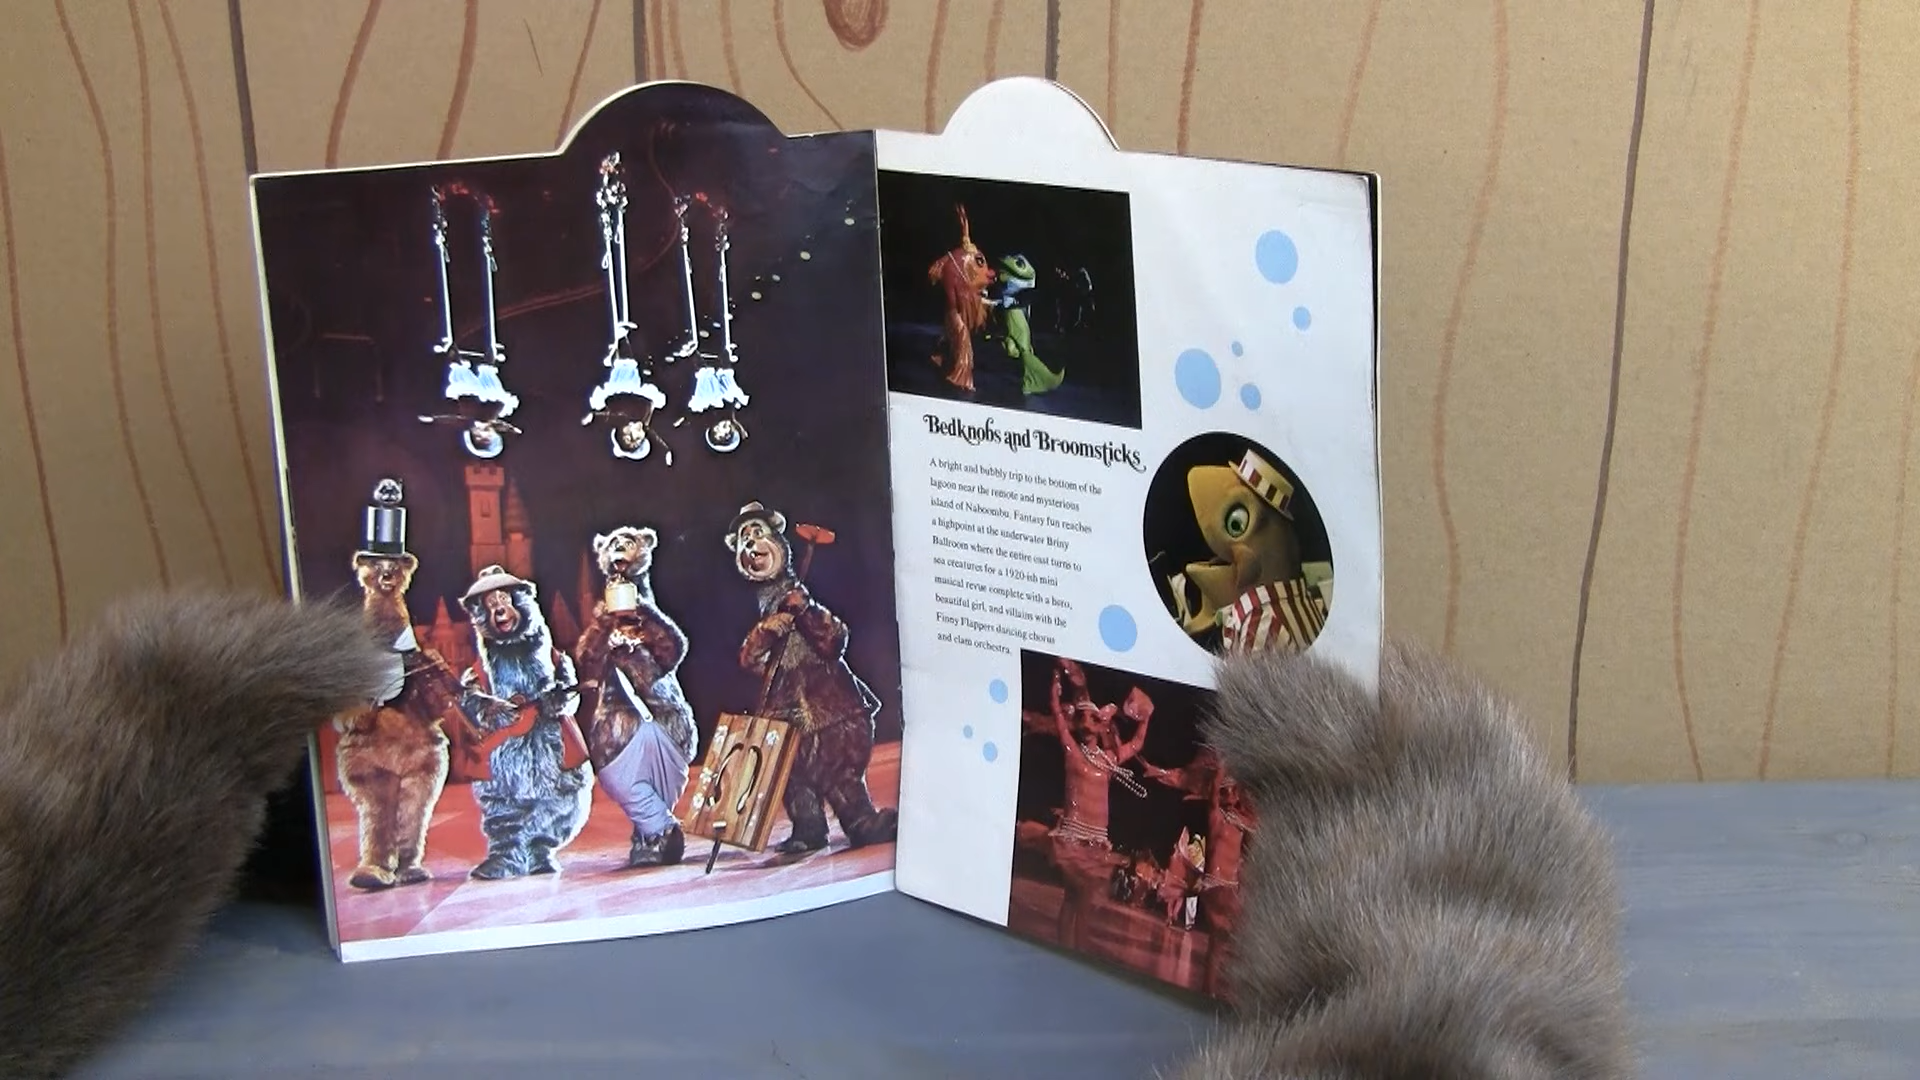 Bedknobs and Broomsticks
A bright and bubbly trip to the bottom of the
lagoon near the remote and mysterious
island of Naboombu. Fantasy fun reaches
a highpoint at the underwater Briny
Ballroom where the entire cast turns to
sea creatures for a 1920-ish mini
musical revue complete with a hero,
beautiful girl, and villains with the
Finny Flappers dancing chorus
and clam orchestra.